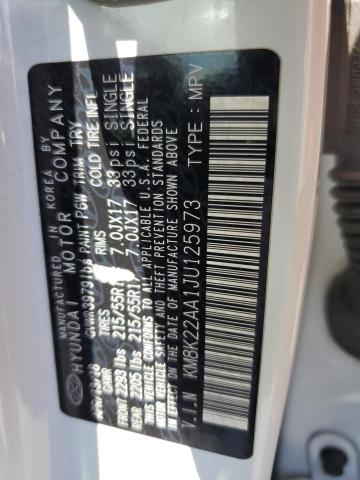 MANUFACTURED IN KOREA BY
HYUNDAI MOTOR COMPANY
GVWR 3979 lbs PAINT PGW TRIM TRY
TIRES RIMS COLD TIRE INFL
FRONT 2293 lbs 215/55R17 7.0JX17 33psi SINGLE
REAR 2205 lbs 215/55R17 7.0JX17 33psi SINGLE
THIS VEHICLE CONFORMS TO ALL APPLICABLE U.S.A. FEDERAL
MOTOR VEHICLE SAFETY AND THEFT PREVENTION STANDARDS
IN EFFECT ON THE DATE OF MANUFACTURE SHOWN ABOVE
V.I.N KM8K22AA1JU125973 TYPE: MPV